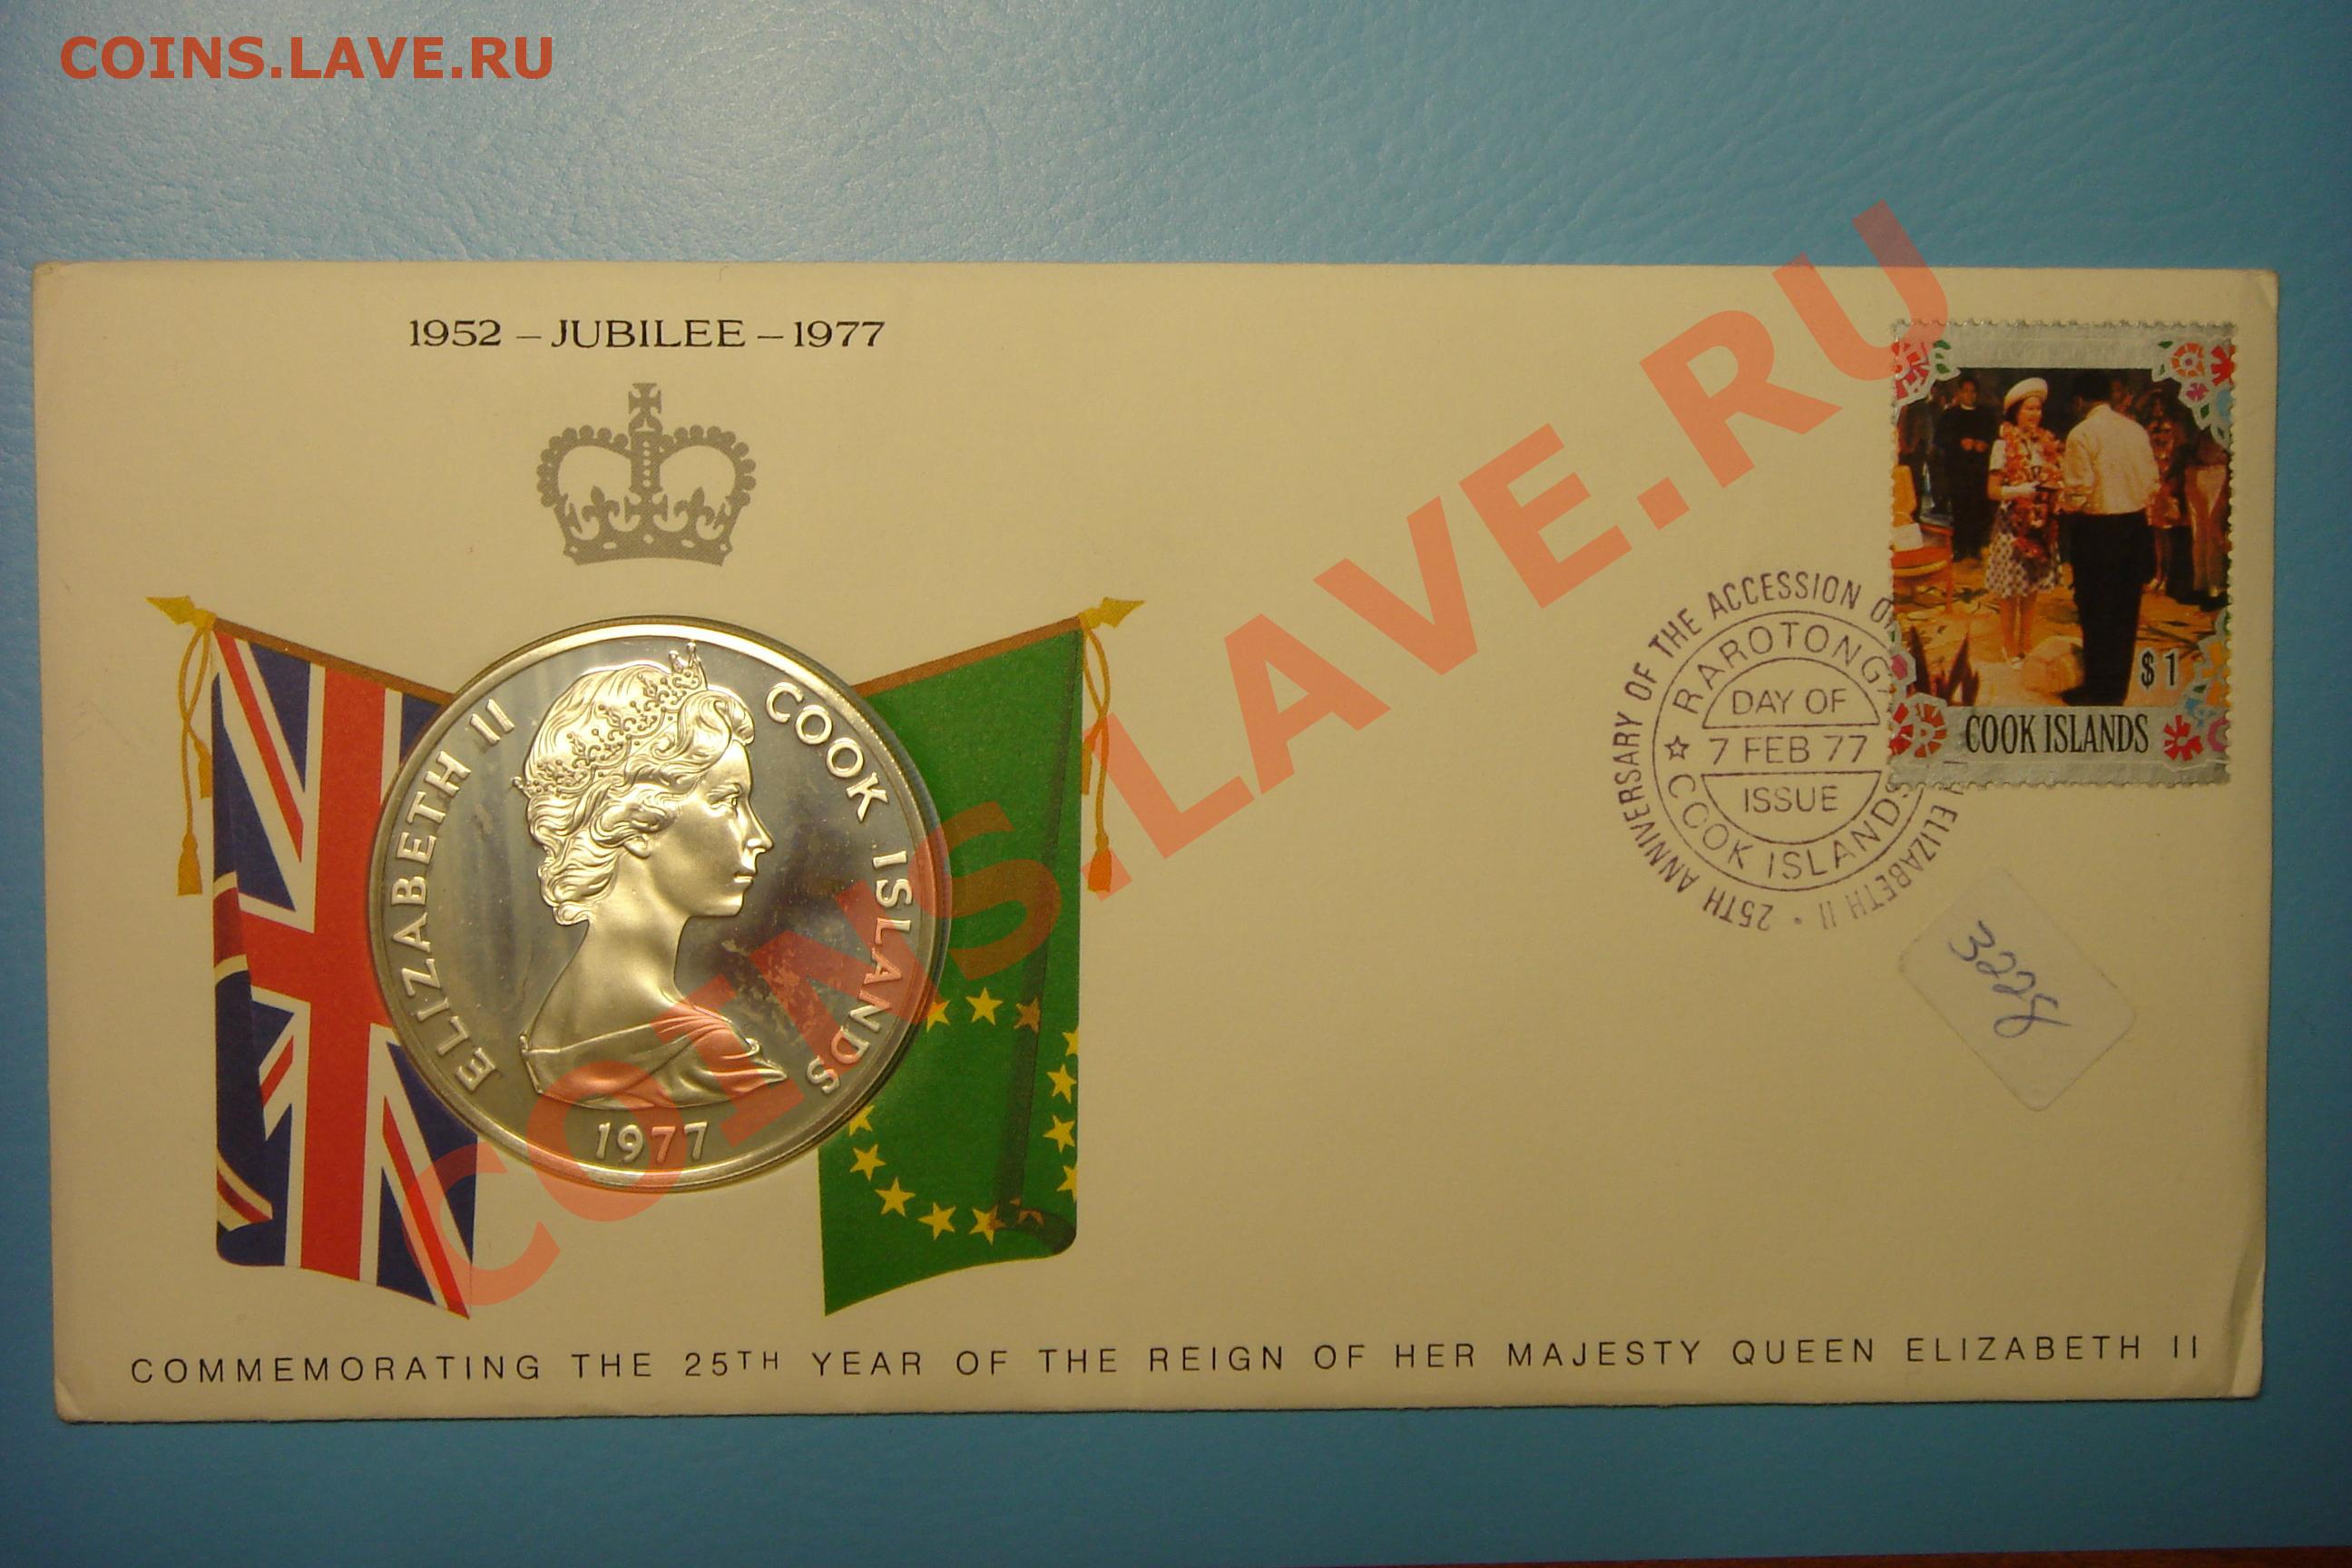 COINS.LAVE.RU
1952 – JUBILEE – 1977
ELIZABETH II COOK ISLANDS
1977
$1
COOK ISLANDS
25TH ANNIVERSARY OF THE ACCESSION ELIZABETH II
RAROTONGA
DAY OF
7 FEB 77
ISSUE
COOK ISLANDS
3228
COINS.LAVE.RU
COMMEMORATING THE 25TH YEAR OF THE REIGN OF HER MAJESTY QUEEN ELIZABETH II